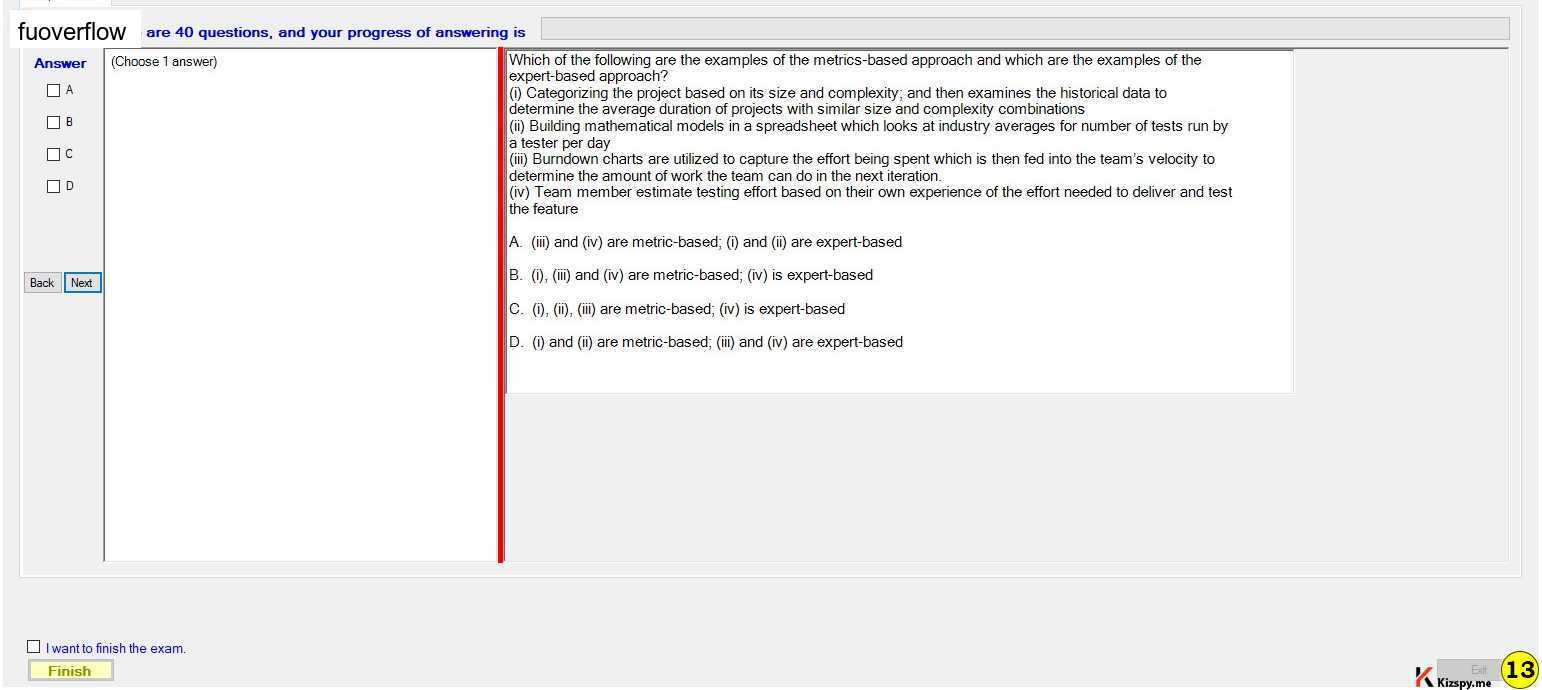 fuoverflow are 40 questions, and your progress of answering is
Answer
(Choose 1 answer)
A
B
C
D
Back Next
Which of the following are the examples of the metrics-based approach and which are the examples of the
expert-based approach?
(i) Categorizing the project based on its size and complexity; and then examines the historical data to
determine the average duration of projects with similar size and complexity combinations
(ii) Building mathematical models in a spreadsheet which looks at industry averages for number of tests run by
a tester per day
(iii) Burndown charts are utilized to capture the effort being spent which is then fed into the team's velocity to
determine the amount of work the team can do in the next iteration.
(iv) Team member estimate testing effort based on their own experience of the effort needed to deliver and test
the feature
A. (iii) and (iv) are metric-based; (i) and (ii) are expert-based
B. (i), (iii) and (iv) are metric-based; (iv) is expert-based
C. (i), (ii), (iii) are metric-based; (iv) is expert-based
D. (i) and (ii) are metric-based; (iii) and (iv) are expert-based
I want to finish the exam.
Finish
Exit
Kizspy.me
13